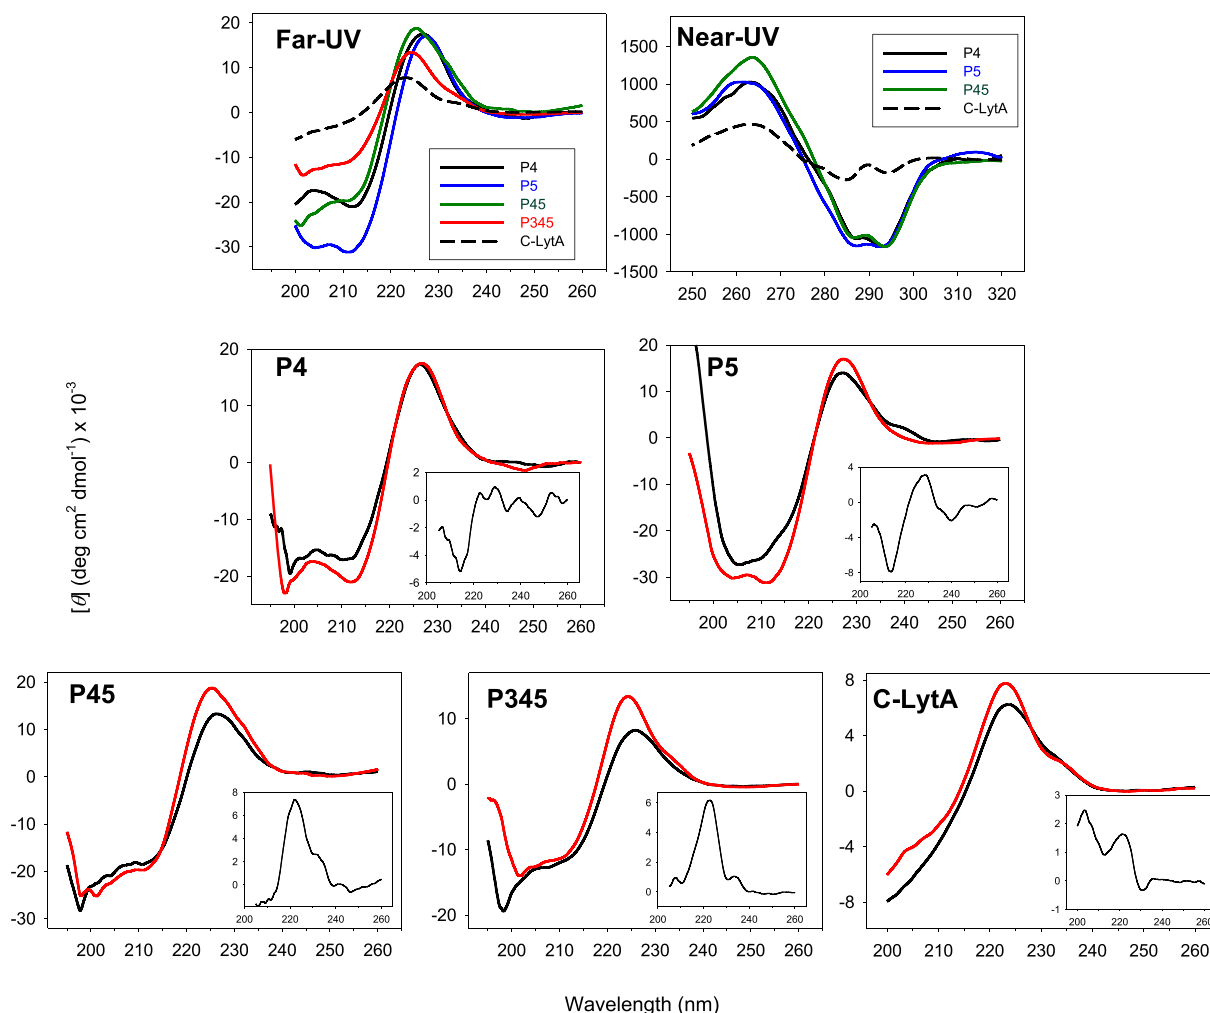 Far-UV
20
10
0
-10
-20
-30
P4
P5
P45
P345
C-LytA
200 210 220 230 240 250 260
Near-UV
1500
1000
500
0
-500
-1000
-1500
P4
P5
P45
C-LytA
250 260 270 280 290 300 310 320
[θ] (deg cm² dmol⁻¹) x 10⁻³
P4
20
10
0
-10
-20
200 210 220 230 240 250 260
2
0
-2
-4
-6
200 220 240 260
P5
20
10
0
-10
-20
-30
200 210 220 230 240 250 260
4
0
-4
-8
200 220 240 260
P45
20
10
0
-10
-20
-30
200 210 220 230 240 250 260
8
6
4
2
0
200 220 240 260
P345
10
0
-10
-20
200 210 220 230 240 250 260
6
4
2
0
200 220 240 260
C-LytA
8
4
0
-4
-8
200 210 220 230 240 250 260
3
2
1
0
-1
200 220 240 260
Wavelength (nm)